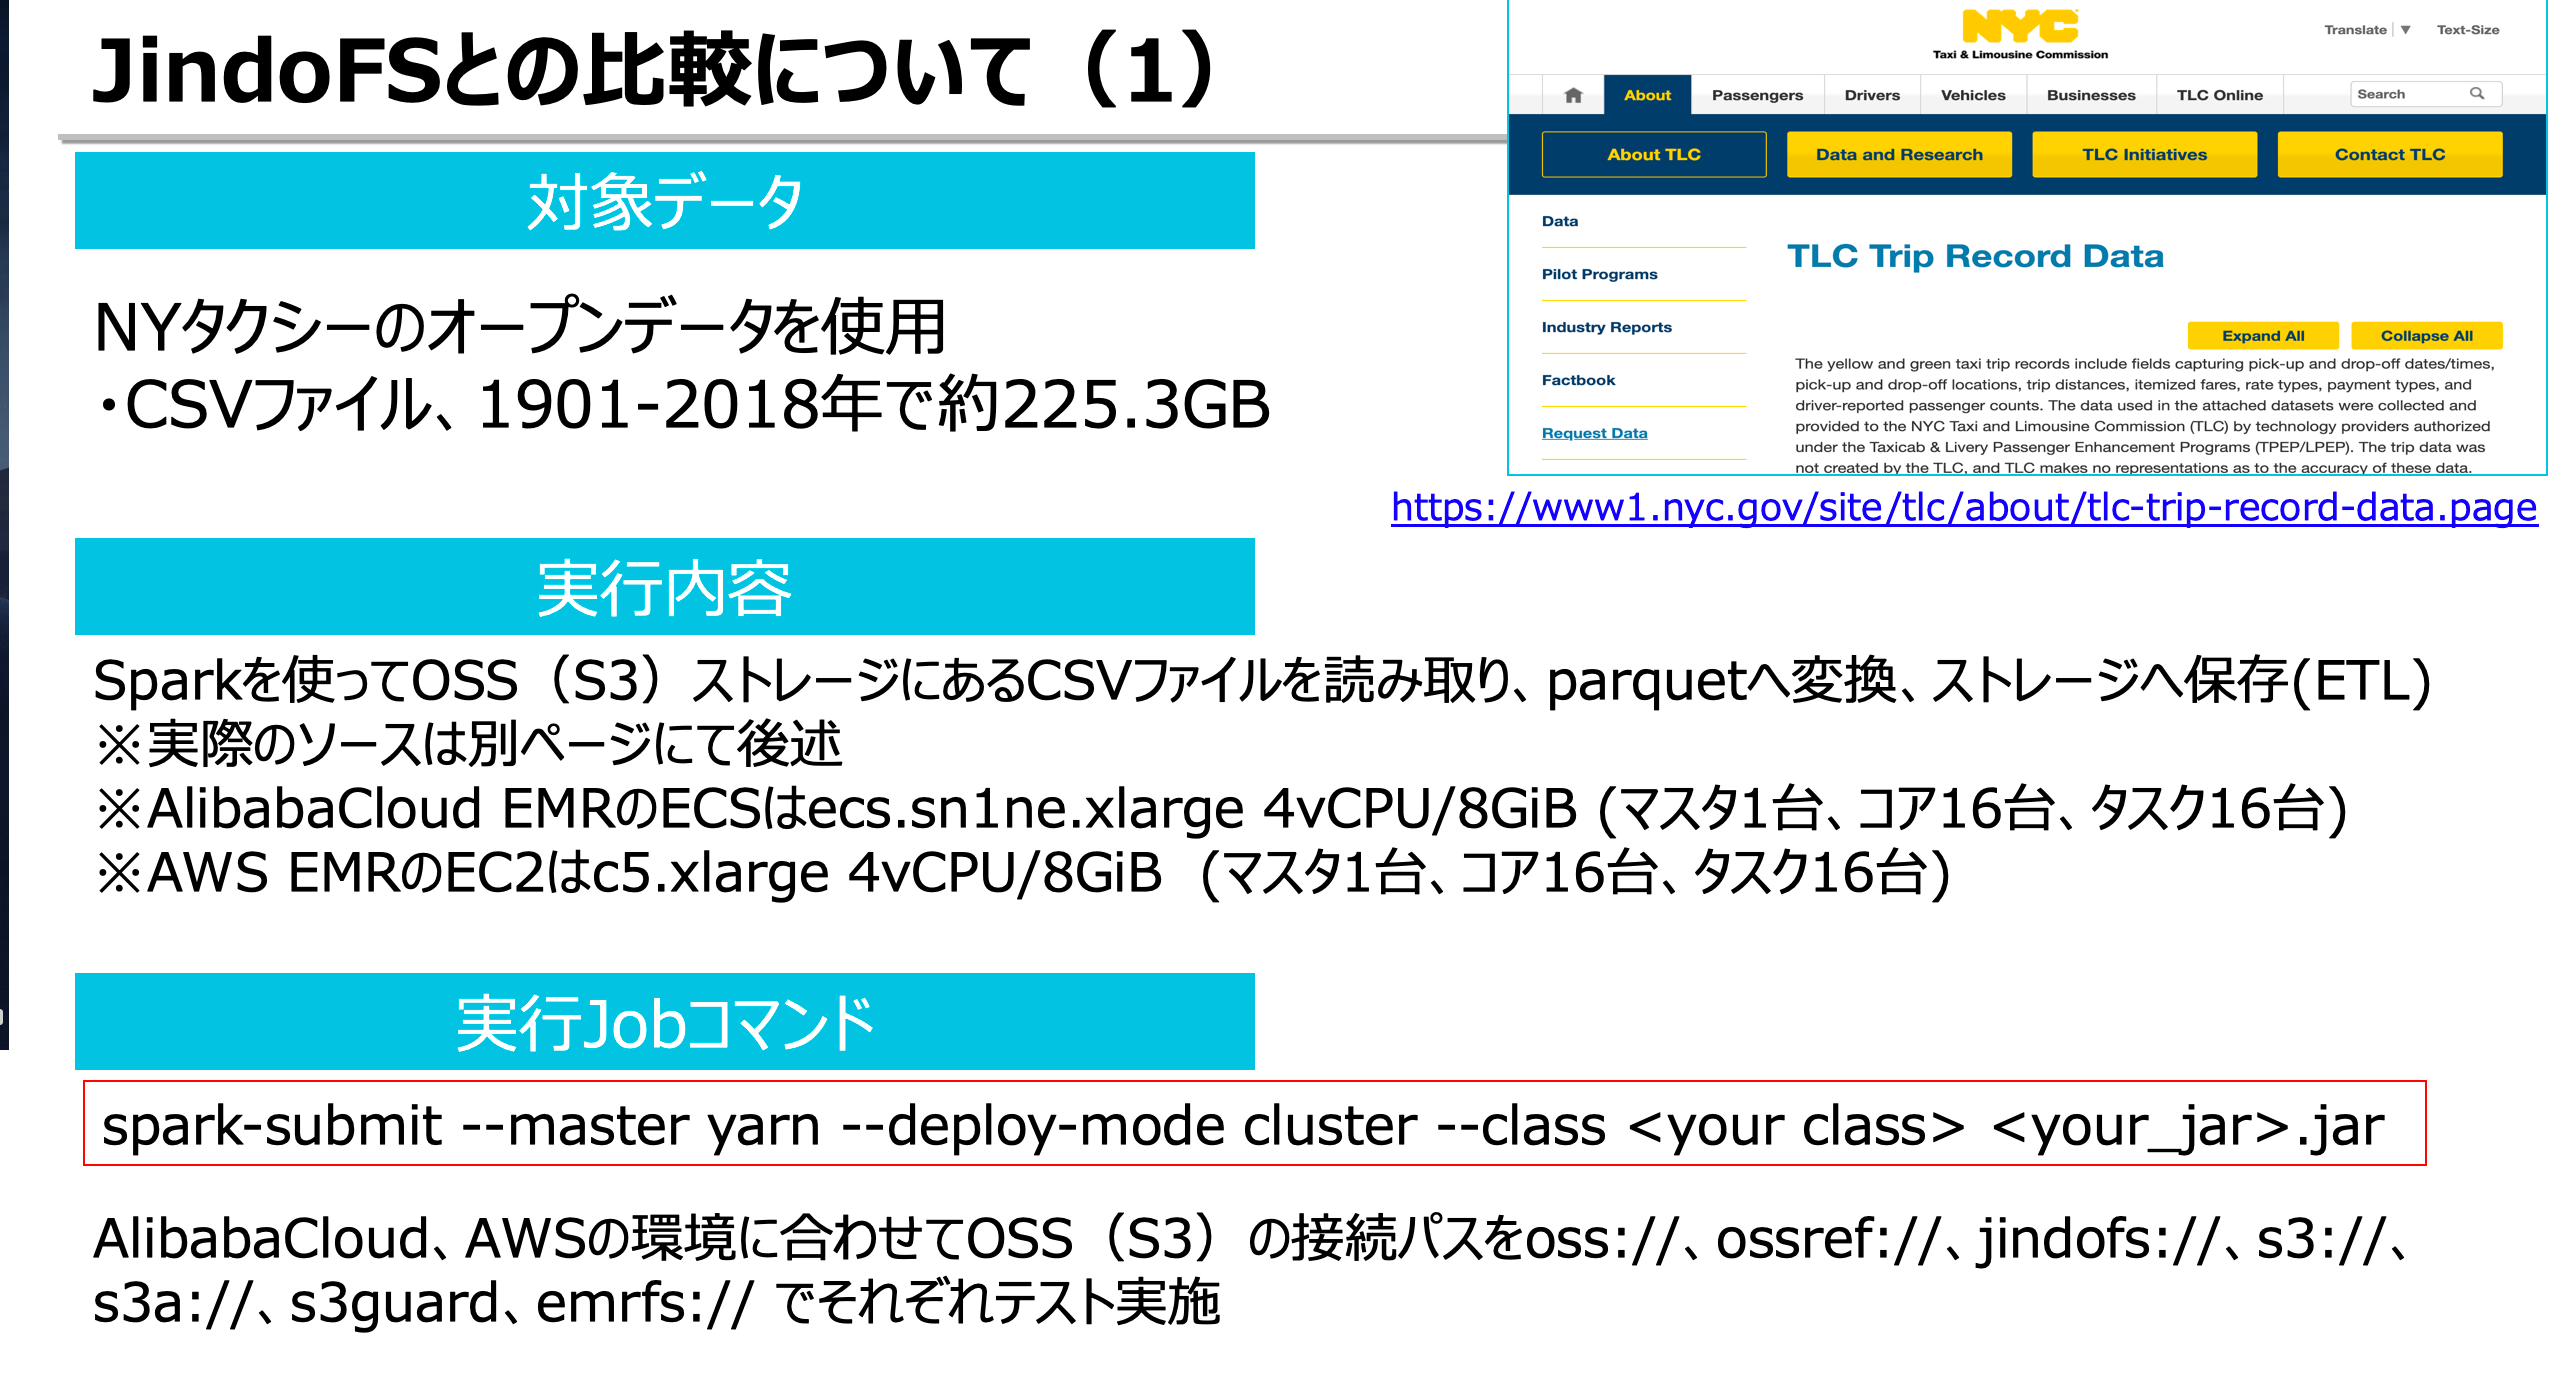 JindoFSとの比較について（1）
対象データ
NYタクシーのオープンデータを使用
・CSVファイル、1901-2018年で約225.3GB
NYC
Taxi & Limousine Commission
Translate ▼ Text-Size
About Passengers Drivers Vehicles Businesses TLC Online Search
About TLC Data and Research TLC Initiatives Contact TLC
Data
Pilot Programs
Industry Reports
Factbook
Request Data
TLC Trip Record Data
Expand All Collapse All
The yellow and green taxi trip records include fields capturing pick-up and drop-off dates/times,
pick-up and drop-off locations, trip distances, itemized fares, rate types, payment types, and
driver-reported passenger counts. The data used in the attached datasets were collected and
provided to the NYC Taxi and Limousine Commission (TLC) by technology providers authorized
under the Taxicab & Livery Passenger Enhancement Programs (TPEP/LPEP). The trip data was
not created by the TLC, and TLC makes no representations as to the accuracy of these data.
https://www1.nyc.gov/site/tlc/about/tlc-trip-record-data.page
実行内容
Sparkを使ってOSS（S3）ストレージにあるCSVファイルを読み取り、parquetへ変換、ストレージへ保存(ETL)
※実際のソースは別ページにて後述
※AlibabaCloud EMRのECSはecs.sn1ne.xlarge 4vCPU/8GiB (マスタ1台、コア16台、タスク16台)
※AWS EMRのEC2はc5.xlarge 4vCPU/8GiB (マスタ1台、コア16台、タスク16台)
実行Jobコマンド
spark-submit --master yarn --deploy-mode cluster --class <your class> <your_jar>.jar
AlibabaCloud、AWSの環境に合わせてOSS（S3）の接続パスをoss://、ossref://、jindofs://、s3://、
s3a://、s3guard、emrfs:// でそれぞれテスト実施